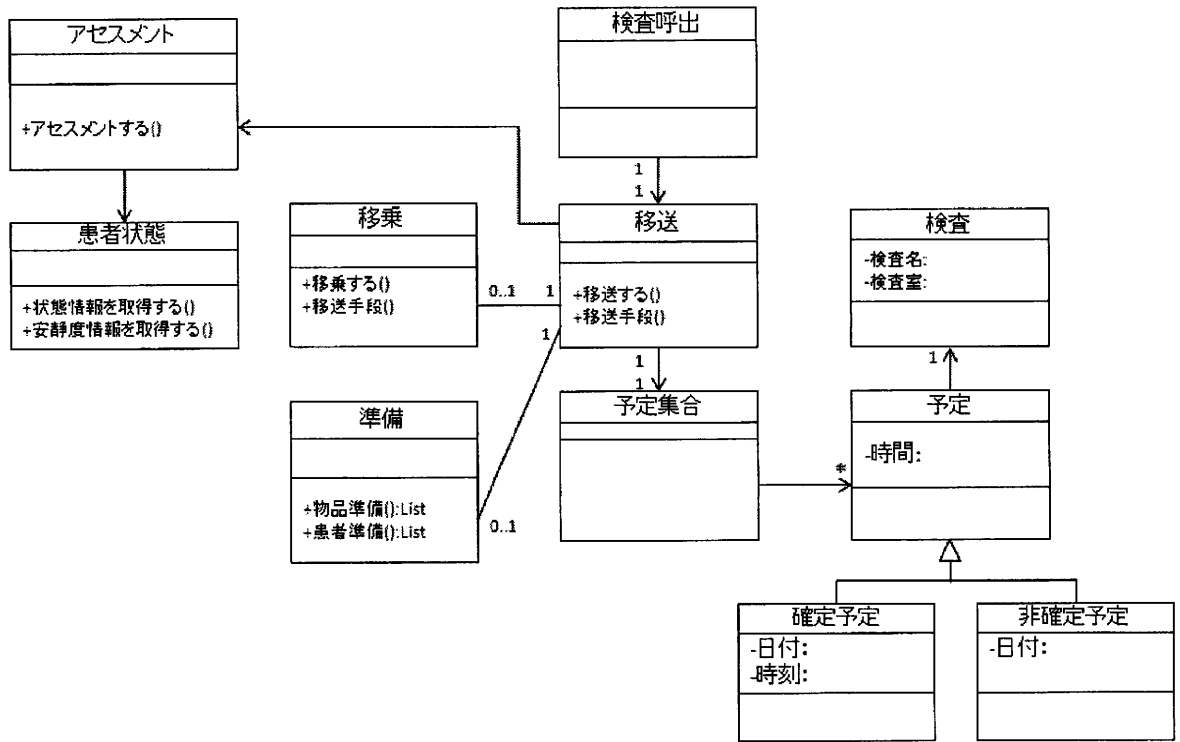 アセスメント
+アセスメントする()
検査呼出
1
1
患者状態
+状態情報を取得する()
+安静度情報を取得する()
移乗
+移乗する()
+移送手段()
0..1
1
移送
+移送する()
+移送手段()
検査
-検査名:
-検査室:
1
1
1
1
準備
+物品準備():List
+患者準備():List
0..1
予定集合
*
予定
-時間:
確定予定
-日付:
-時刻:
非確定予定
-日付: